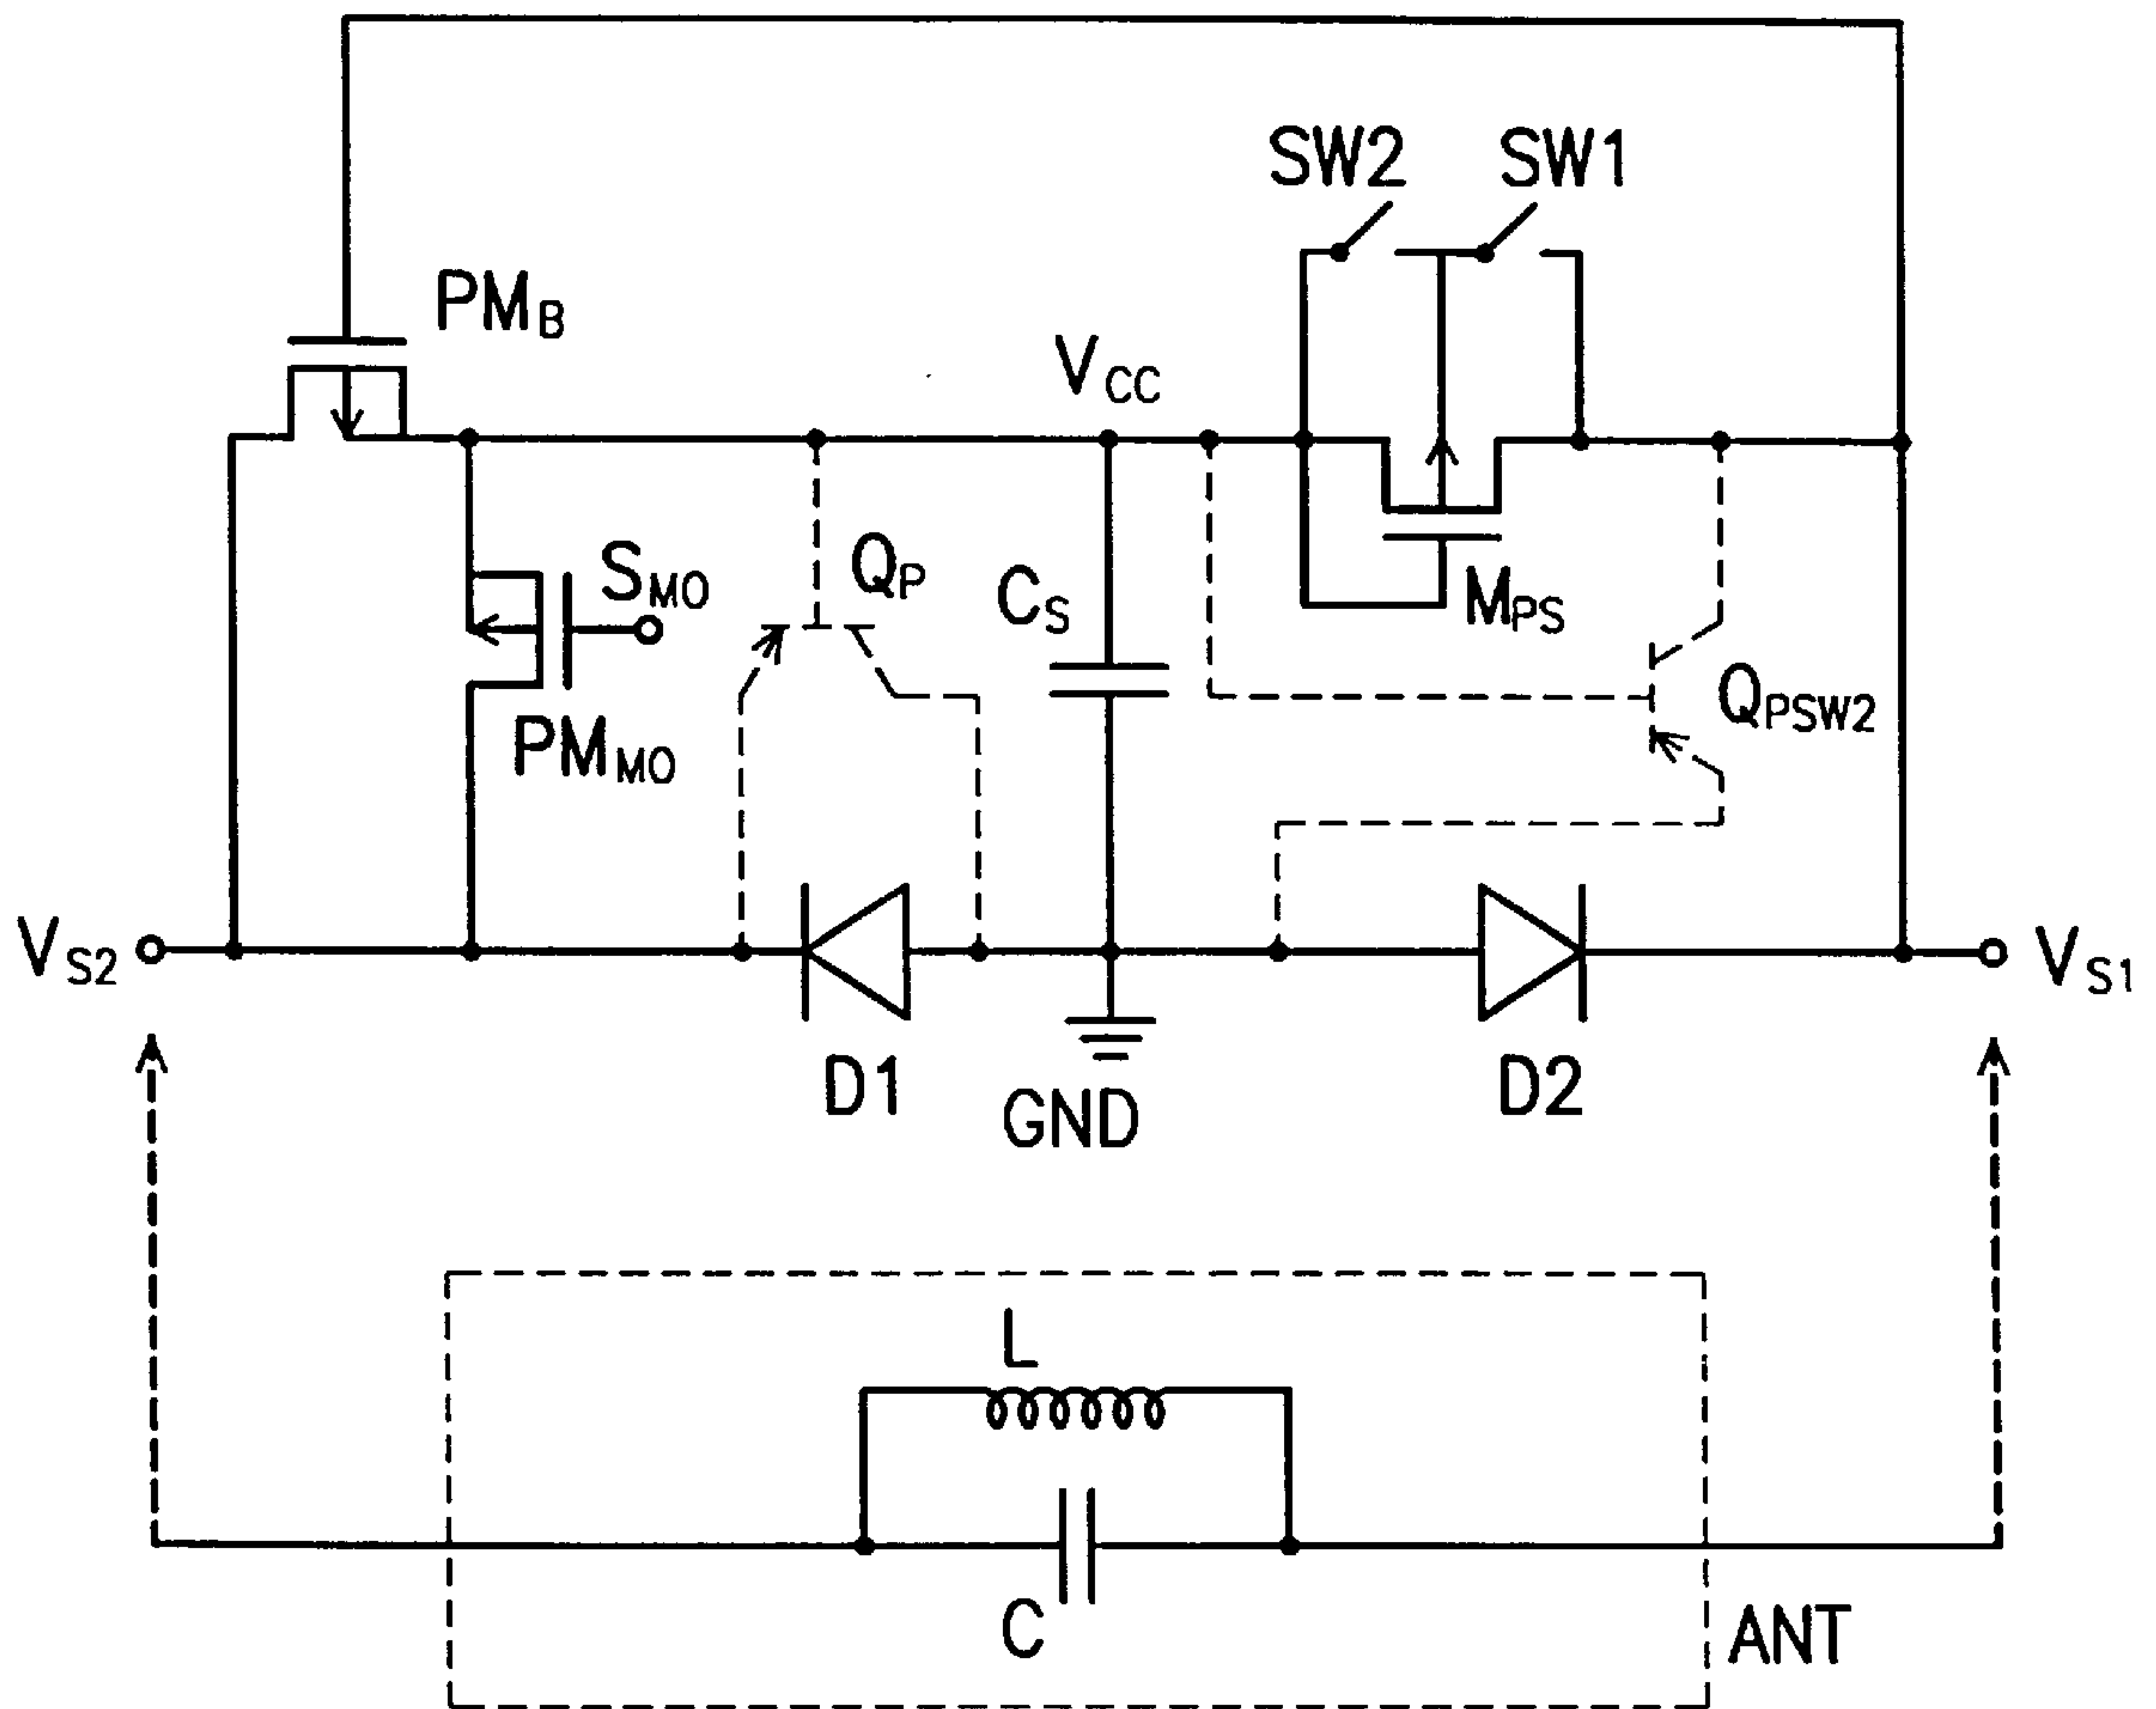 SW2
SW1
PMB
VCC
SMO
QP
CS
MPS
QPSW2
PMMO
VS2
VS1
D1
GND
D2
L
C
ANT